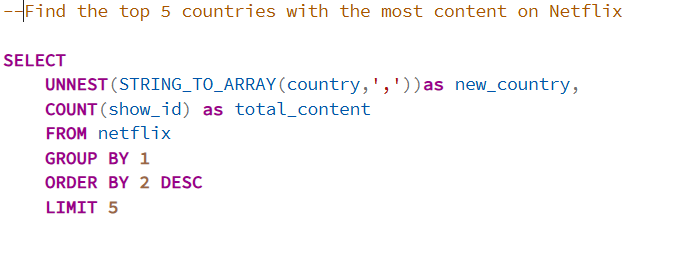 --Find the top 5 countries with the most content on Netflix
SELECT
UNNEST(STRING_TO_ARRAY(country,','))as new_country,
COUNT(show_id) as total_content
FROM netflix
GROUP BY 1
ORDER BY 2 DESC
LIMIT 5